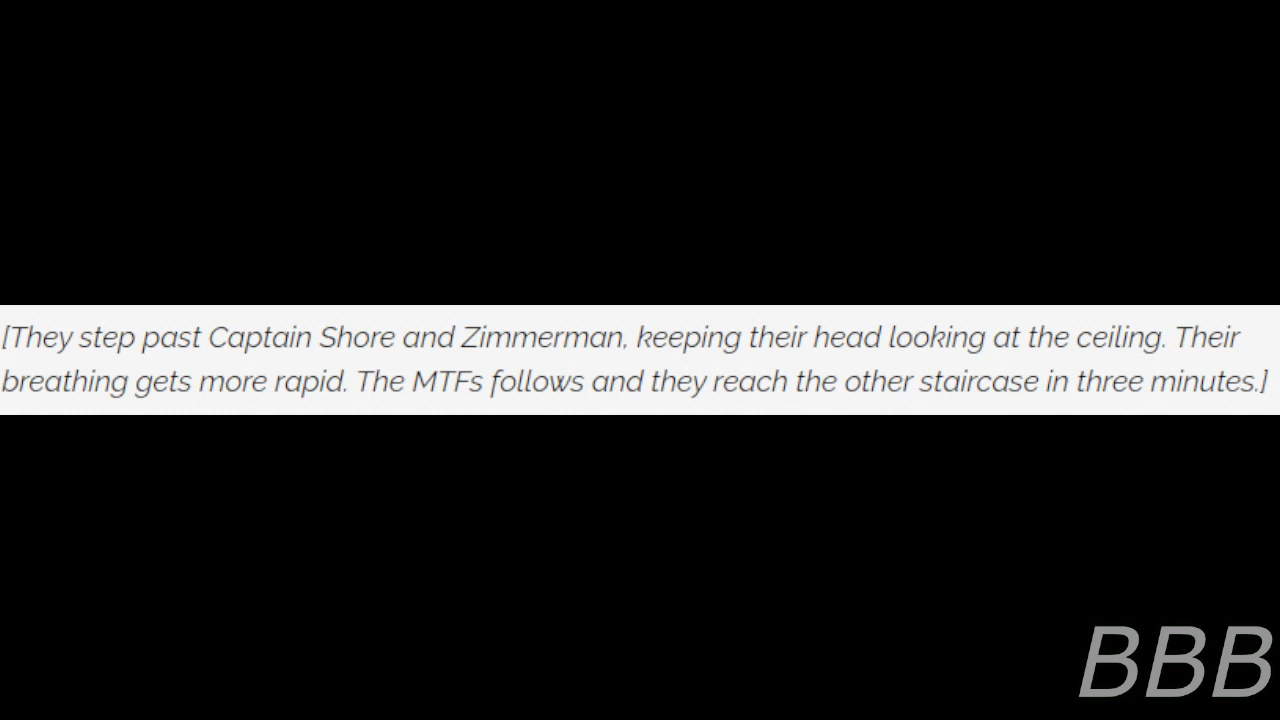 [They step past Captain Shore and Zimmerman, keeping their head looking at the ceiling. Their
breathing gets more rapid. The MTFs follows and they reach the other staircase in three minutes.]
BBB